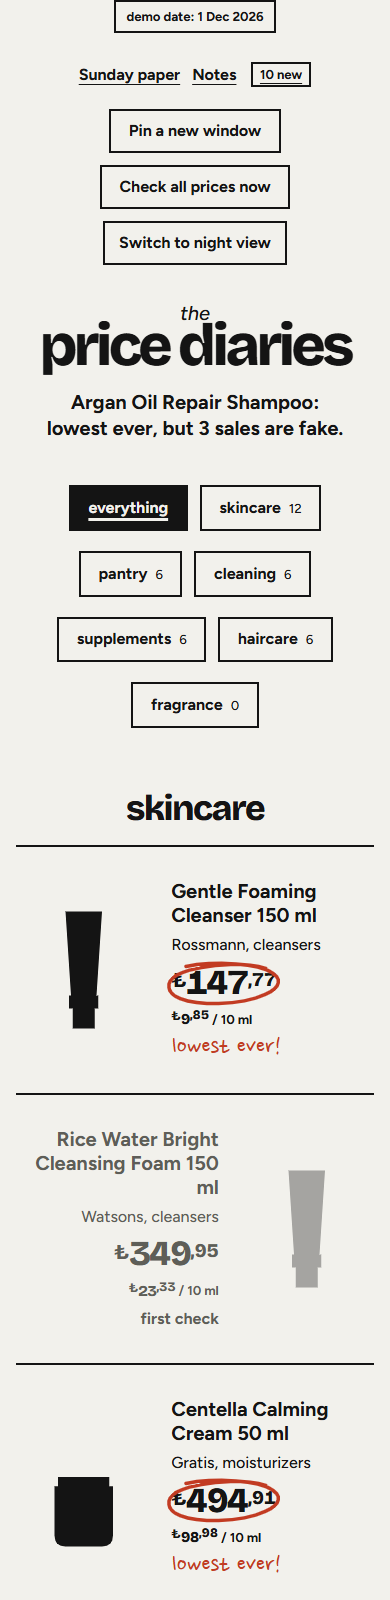 demo date: 1 Dec 2026
Sunday paper Notes 10 new
Pin a new window
Check all prices now
Switch to night view
the
price diaries
Argan Oil Repair Shampoo:
lowest ever, but 3 sales are fake.
everything skincare 12
pantry 6 cleaning 6
supplements 6 haircare 6
fragrance 0
skincare
Gentle Foaming
Cleanser 150 ml
Rossmann, cleansers
₺147,77
₺9,85 / 10 ml
lowest ever!
Rice Water Bright
Cleansing Foam 150
ml
Watsons, cleansers
₺349,95
₺23,33 / 10 ml
first check
Centella Calming
Cream 50 ml
Gratis, moisturizers
₺494,91
₺98,98 / 10 ml
lowest ever!